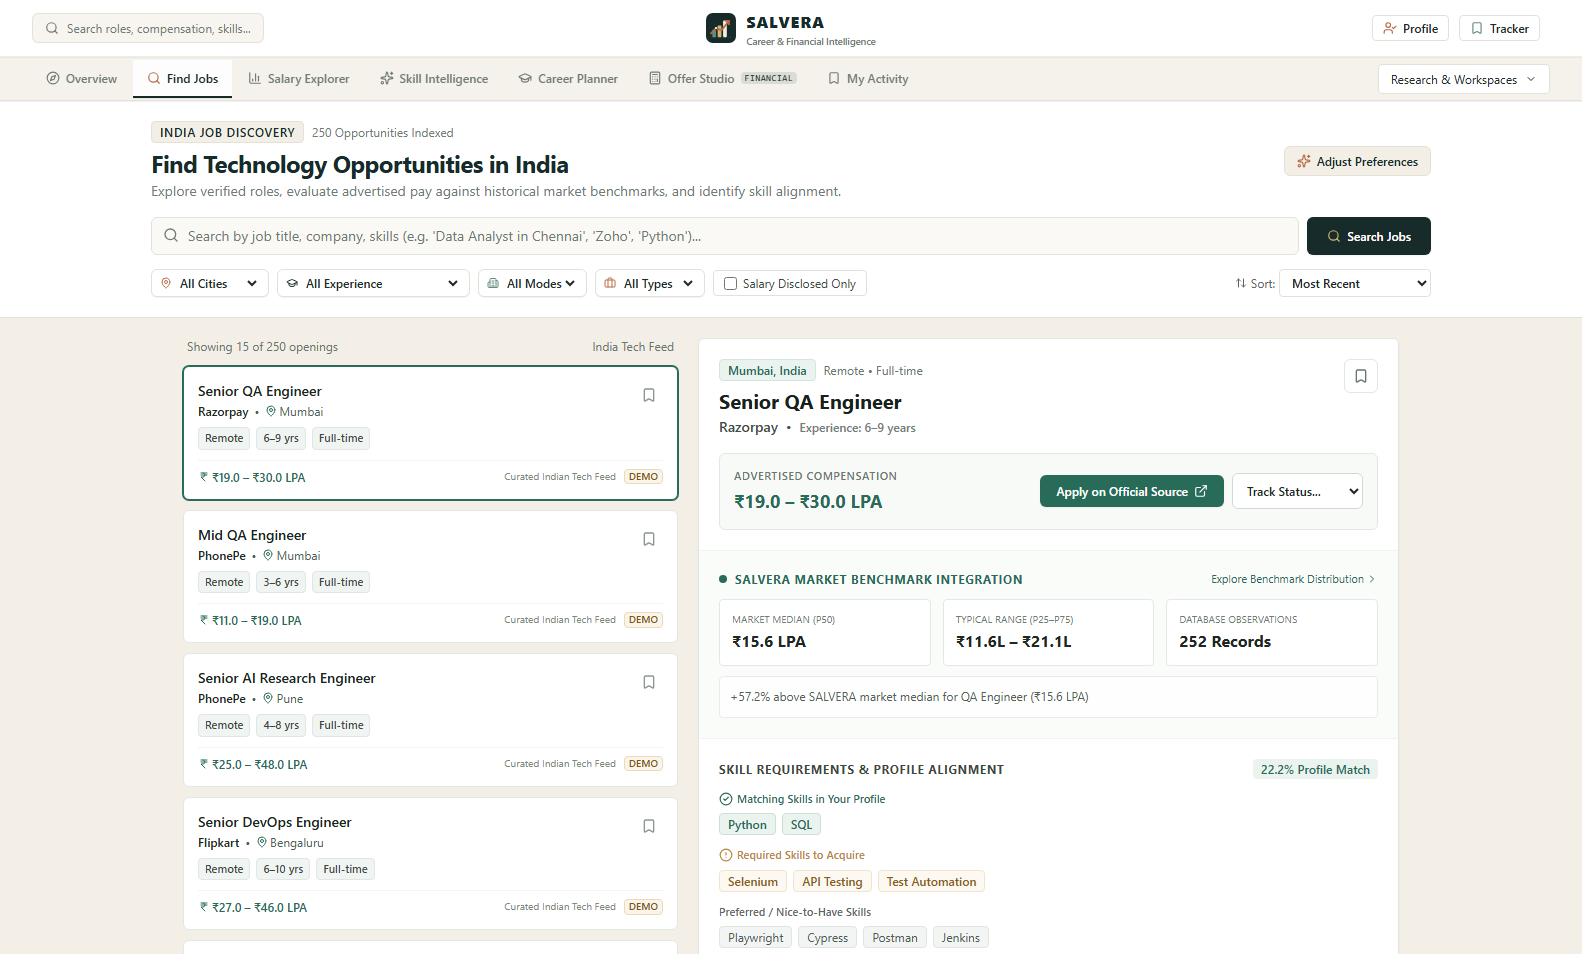 Search roles, compensation, skills...
SALVERA
Career & Financial Intelligence
Profile
Tracker
Overview
Find Jobs
Salary Explorer
Skill Intelligence
Career Planner
Offer Studio FINANCIAL
My Activity
Research & Workspaces
INDIA JOB DISCOVERY 250 Opportunities Indexed
Find Technology Opportunities in India
Explore verified roles, evaluate advertised pay against historical market benchmarks, and identify skill alignment.
Adjust Preferences
Search by job title, company, skills (e.g. 'Data Analyst in Chennai', 'Zoho', 'Python')...
Search Jobs
All Cities
All Experience
All Modes
All Types
Salary Disclosed Only
Sort: Most Recent
Showing 15 of 250 openings
India Tech Feed
Senior QA Engineer
Razorpay • Mumbai
Remote 6–9 yrs Full-time
₹ ₹19.0 – ₹30.0 LPA
Curated Indian Tech Feed DEMO
Mid QA Engineer
PhonePe • Mumbai
Remote 3–6 yrs Full-time
₹ ₹11.0 – ₹19.0 LPA
Curated Indian Tech Feed DEMO
Senior AI Research Engineer
PhonePe • Pune
Remote 4–8 yrs Full-time
₹ ₹25.0 – ₹48.0 LPA
Curated Indian Tech Feed DEMO
Senior DevOps Engineer
Flipkart • Bengaluru
Remote 6–10 yrs Full-time
₹ ₹27.0 – ₹46.0 LPA
Curated Indian Tech Feed DEMO
Mumbai, India Remote • Full-time
Senior QA Engineer
Razorpay • Experience: 6–9 years
ADVERTISED COMPENSATION
₹19.0 – ₹30.0 LPA
Apply on Official Source
Track Status...
SALVERA MARKET BENCHMARK INTEGRATION
Explore Benchmark Distribution
MARKET MEDIAN (P50)
₹15.6 LPA
TYPICAL RANGE (P25–P75)
₹11.6L – ₹21.1L
DATABASE OBSERVATIONS
252 Records
+57.2% above SALVERA market median for QA Engineer (₹15.6 LPA)
SKILL REQUIREMENTS & PROFILE ALIGNMENT
22.2% Profile Match
Matching Skills in Your Profile
Python SQL
Required Skills to Acquire
Selenium API Testing Test Automation
Preferred / Nice-to-Have Skills
Playwright Cypress Postman Jenkins